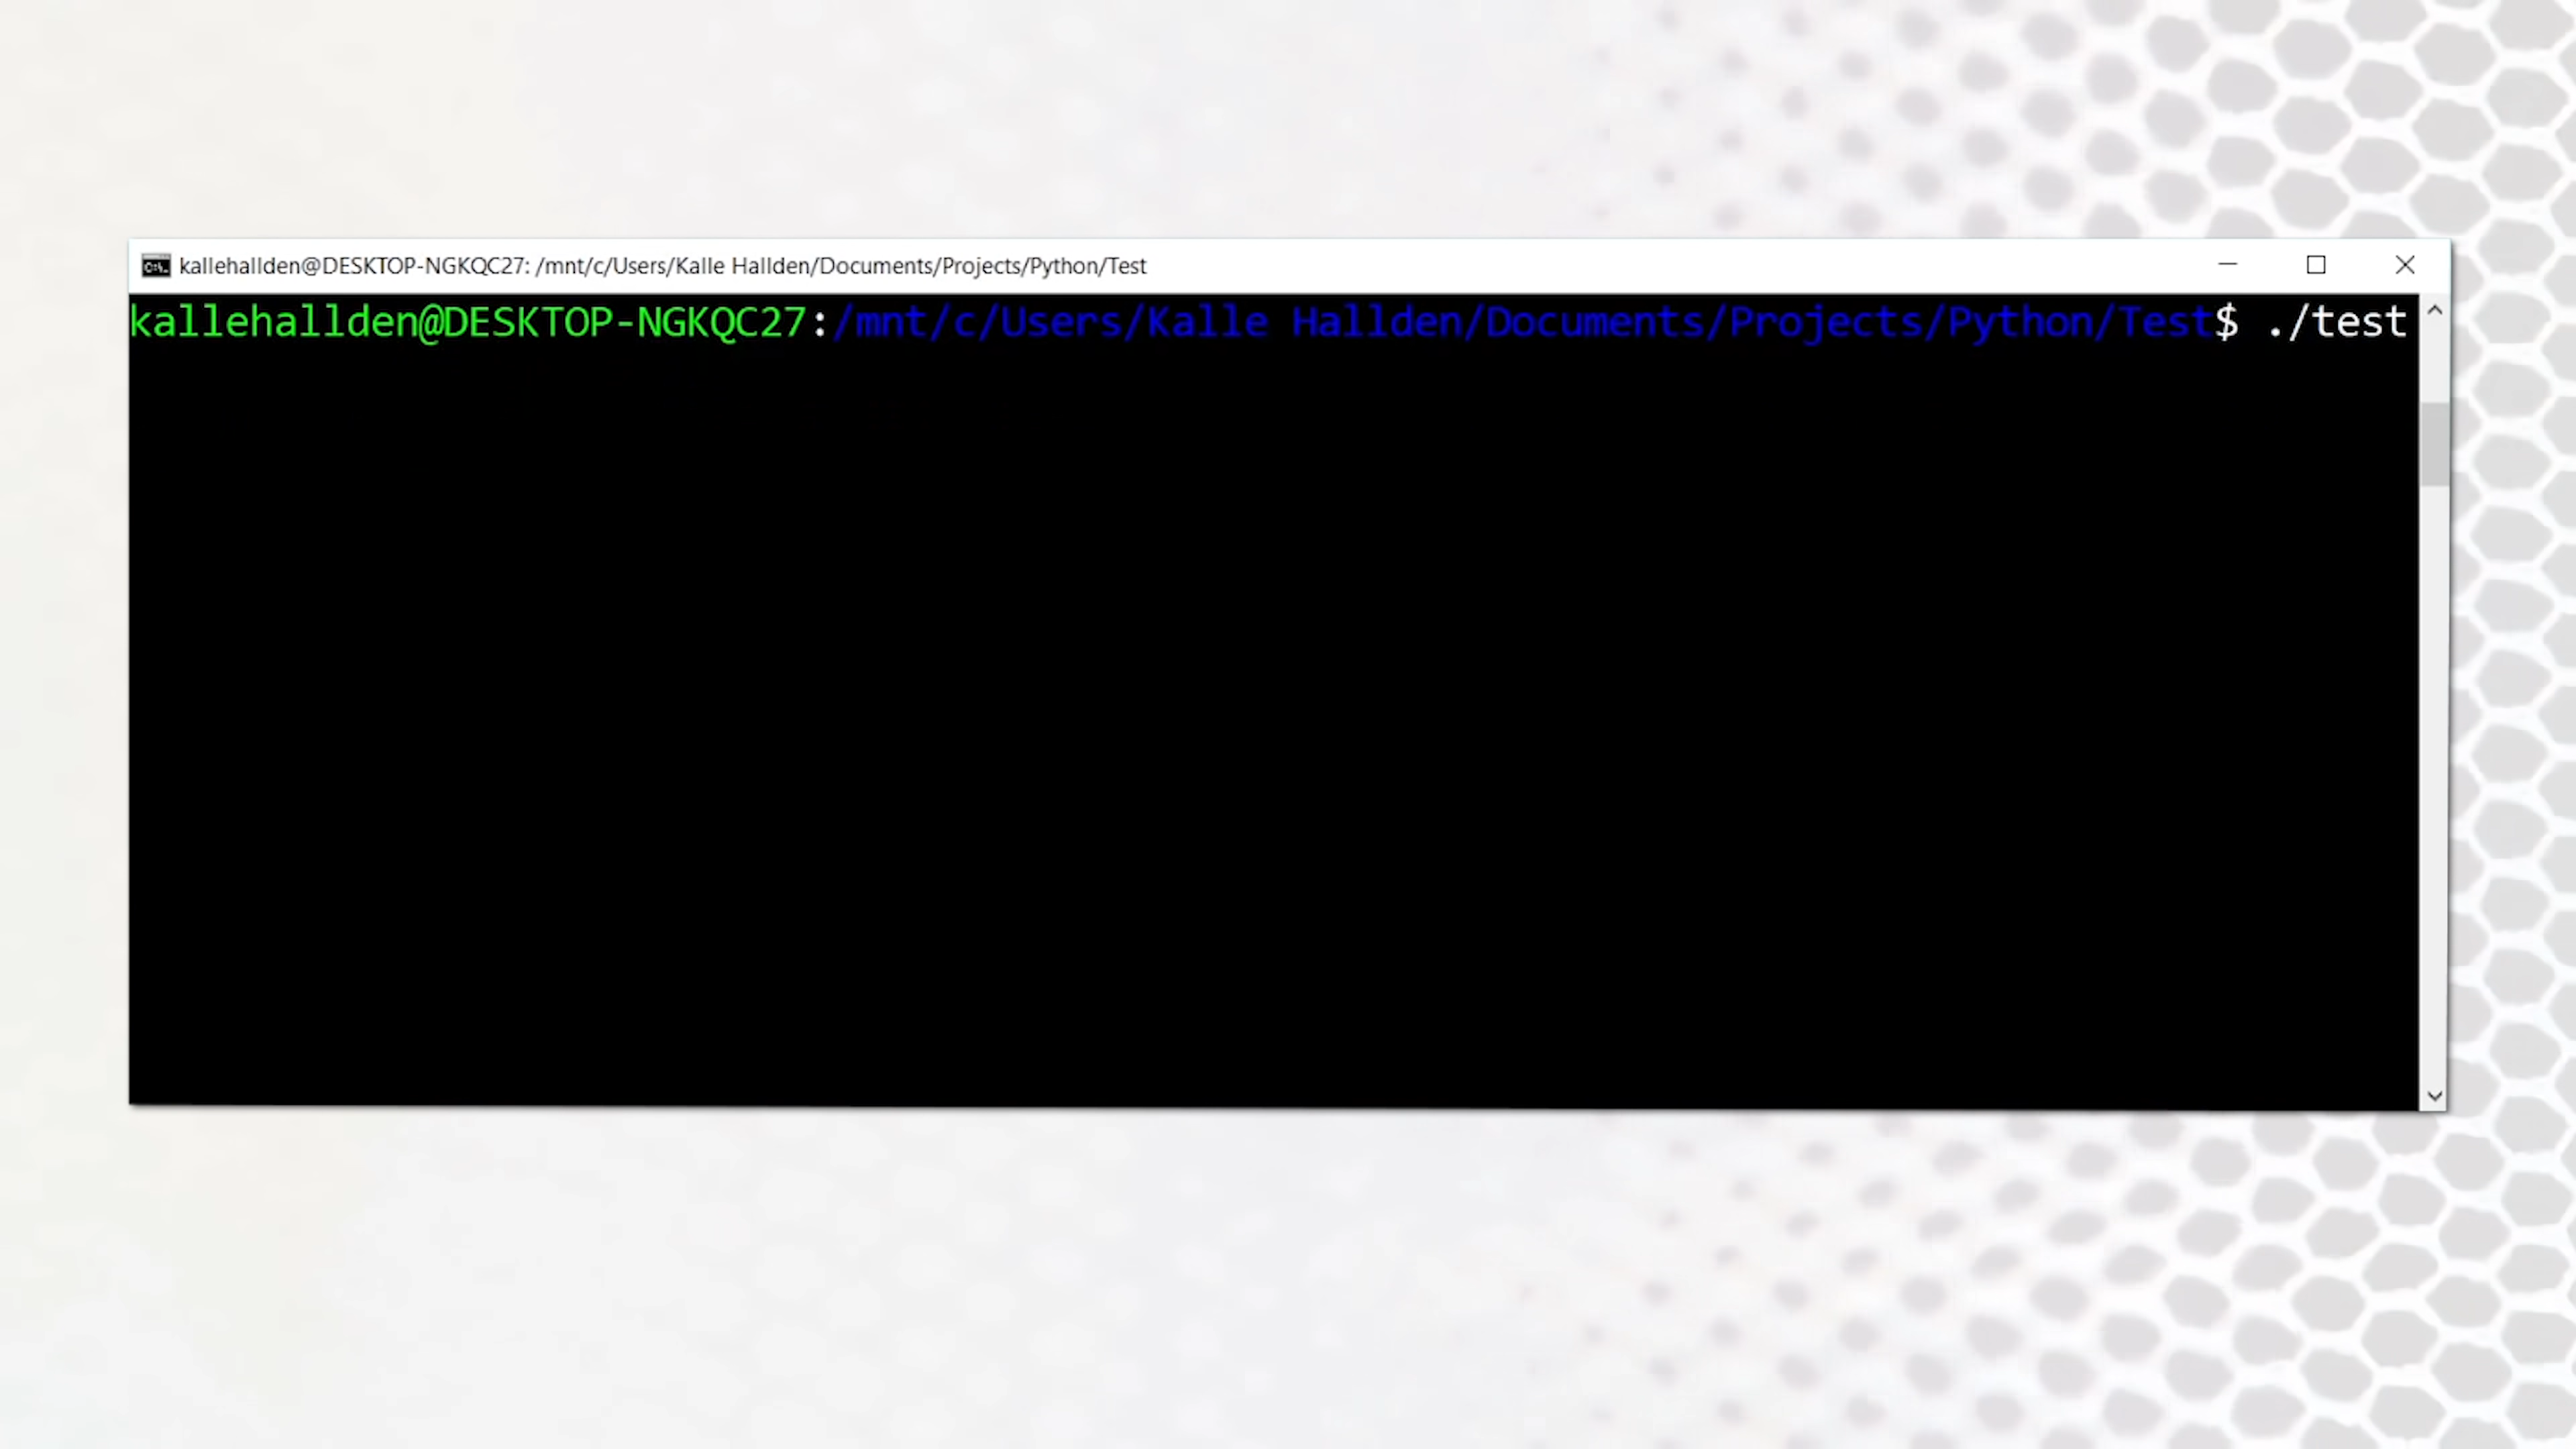 kallehallden@DESKTOP-NGKQC27: /mnt/c/Users/Kalle Hallden/Documents/Projects/Python/Test
kallehallden@DESKTOP-NGKQC27:/mnt/c/Users/Kalle Hallden/Documents/Projects/Python/Test$ ./test